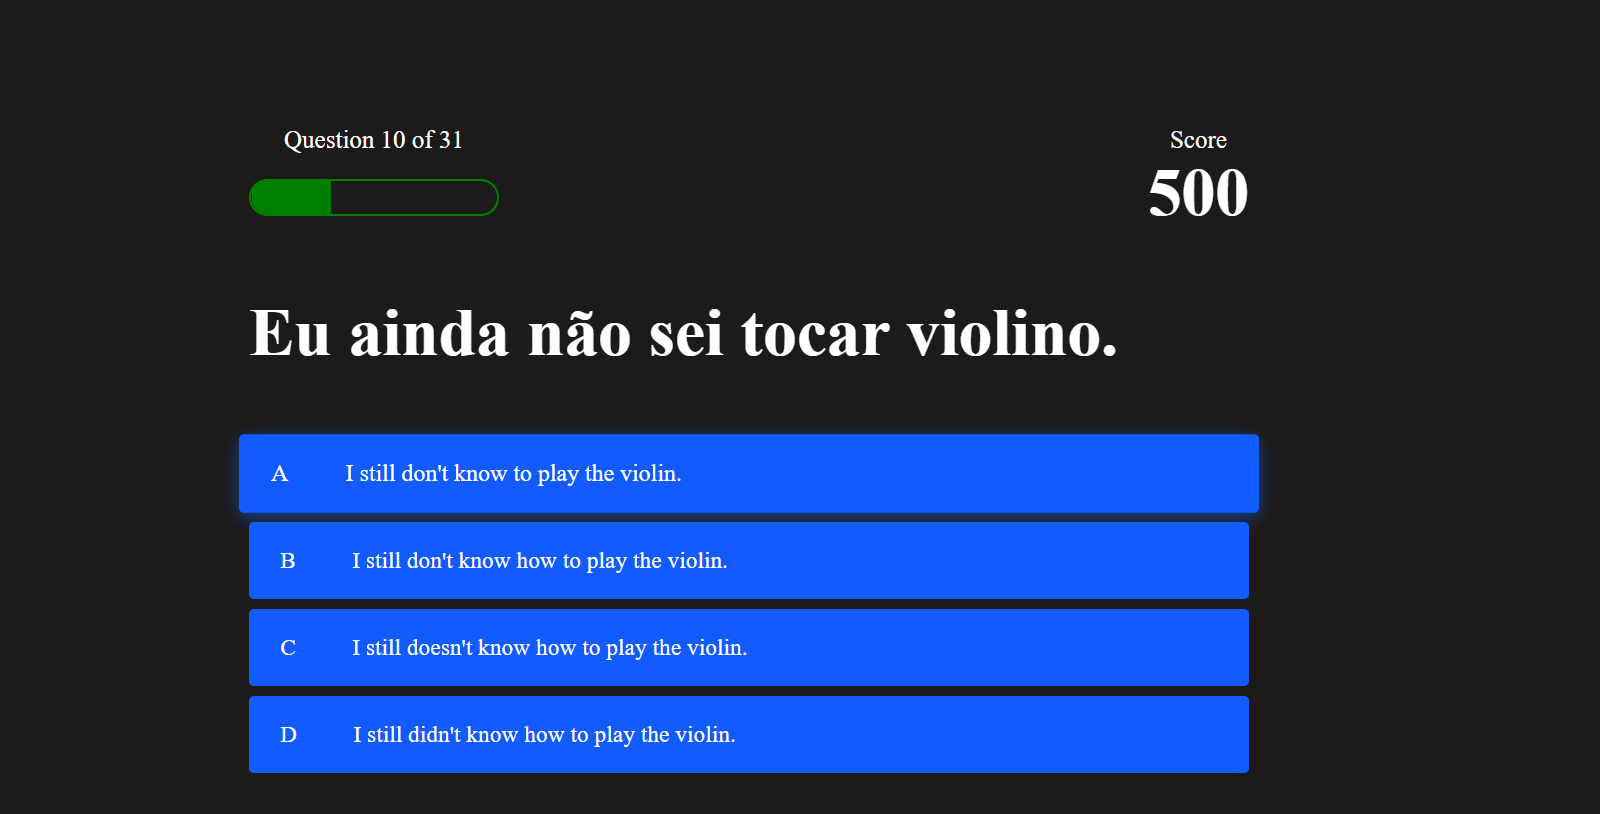 Question 10 of 31
Score
500
Eu ainda não sei tocar violino.
A I still don't know to play the violin.
B I still don't know how to play the violin.
C I still doesn't know how to play the violin.
D I still didn't know how to play the violin.